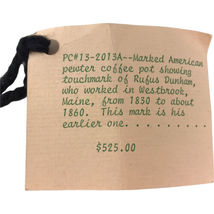 PC#13-2013A--Marked American
pewter coffee pot showing
touchmark of Rufus Dunham,
who worked in Westbrook,
Maine, from 1830 to about
1860. This mark is his
earlier one. . . . . . . . . .
$525.00